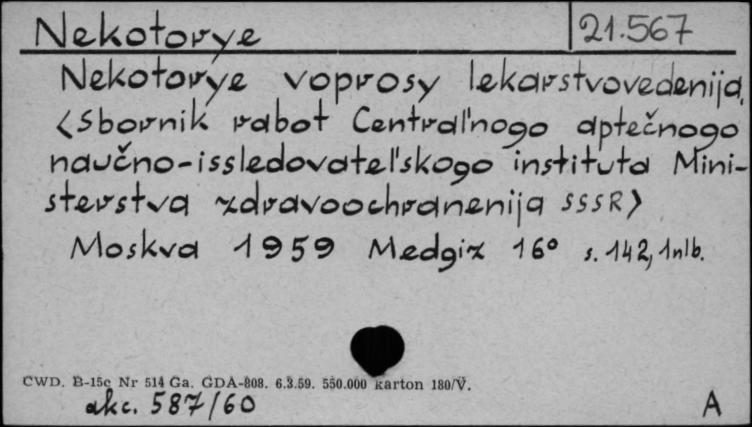 Nekotorye 21.567
Nekotorye voprosy lekarstvovedenija,
<Sbornik rabot Central'nogo aptečnogo
naučno-issledovatel'skogo instituta Mini-
sterstva zdravoochranenija SSSR>
Moskva 1959 Medgiz 16° s. 142, 1nlb.
CWD. B-15c Nr 514 Ga. GDA-808. 6.3.59. 550.000 karton 180/V.
akc. 587/60 A